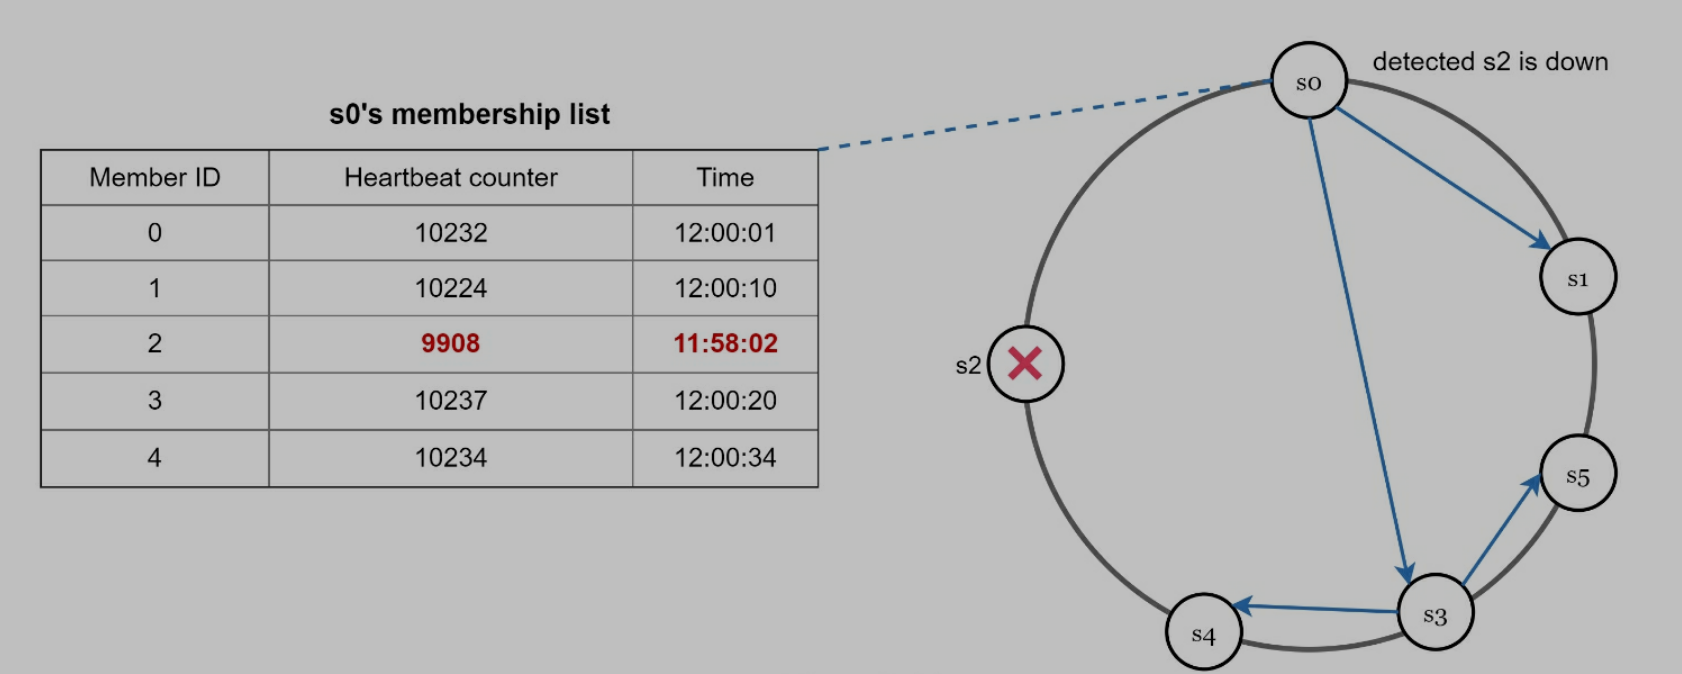 detected s2 is down
s0's membership list
Member ID Heartbeat counter Time
0 10232 12:00:01
1 10224 12:00:10
2 9908 11:58:02
3 10237 12:00:20
4 10234 12:00:34
s0
s1
s2
s5
s3
s4